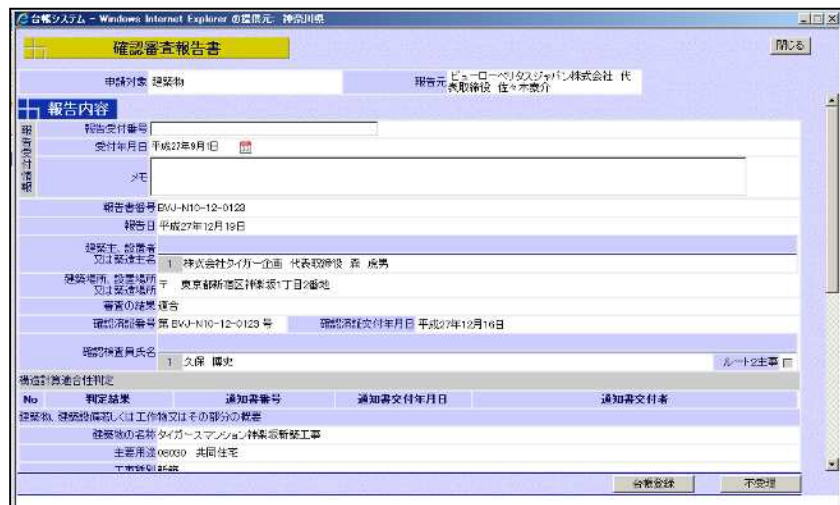 台帳システム - Windows Internet Explorer の提供元: 神奈川県
確認審査報告書
閉じる
申請対象 建築物
報告元 ビューローベリタスジャパン株式会社 代表取締役 佐々木泰介
報告内容
報告受付情報
報告受付番号
受付年月日 平成27年9月1日
メモ
報告書番号 BVJ-N10-12-0123
報告日 平成27年12月19日
建築主、設置者
又は築造主名
1 株式会社タイガー企画 代表取締役 森 虎男
建築場所、設置場所
又は築造場所
〒 東京都新宿区神楽坂1丁目2番地
審査の結果 適合
確認済証番号 第 BVJ-N10-12-0123 号 確認済証交付年月日 平成27年12月16日
確認検査員氏名
1 久保 博史
ルート2主事
構造計算適合性判定
No 判定結果 通知書番号 通知書交付年月日 通知書交付者
建築物、建築設備若しくは工作物又はその部分の概要
建築物の名称 タイガースマンション神楽坂新築工事
主要用途 08030 共同住宅
工事種別 新築
台帳登録 不受理